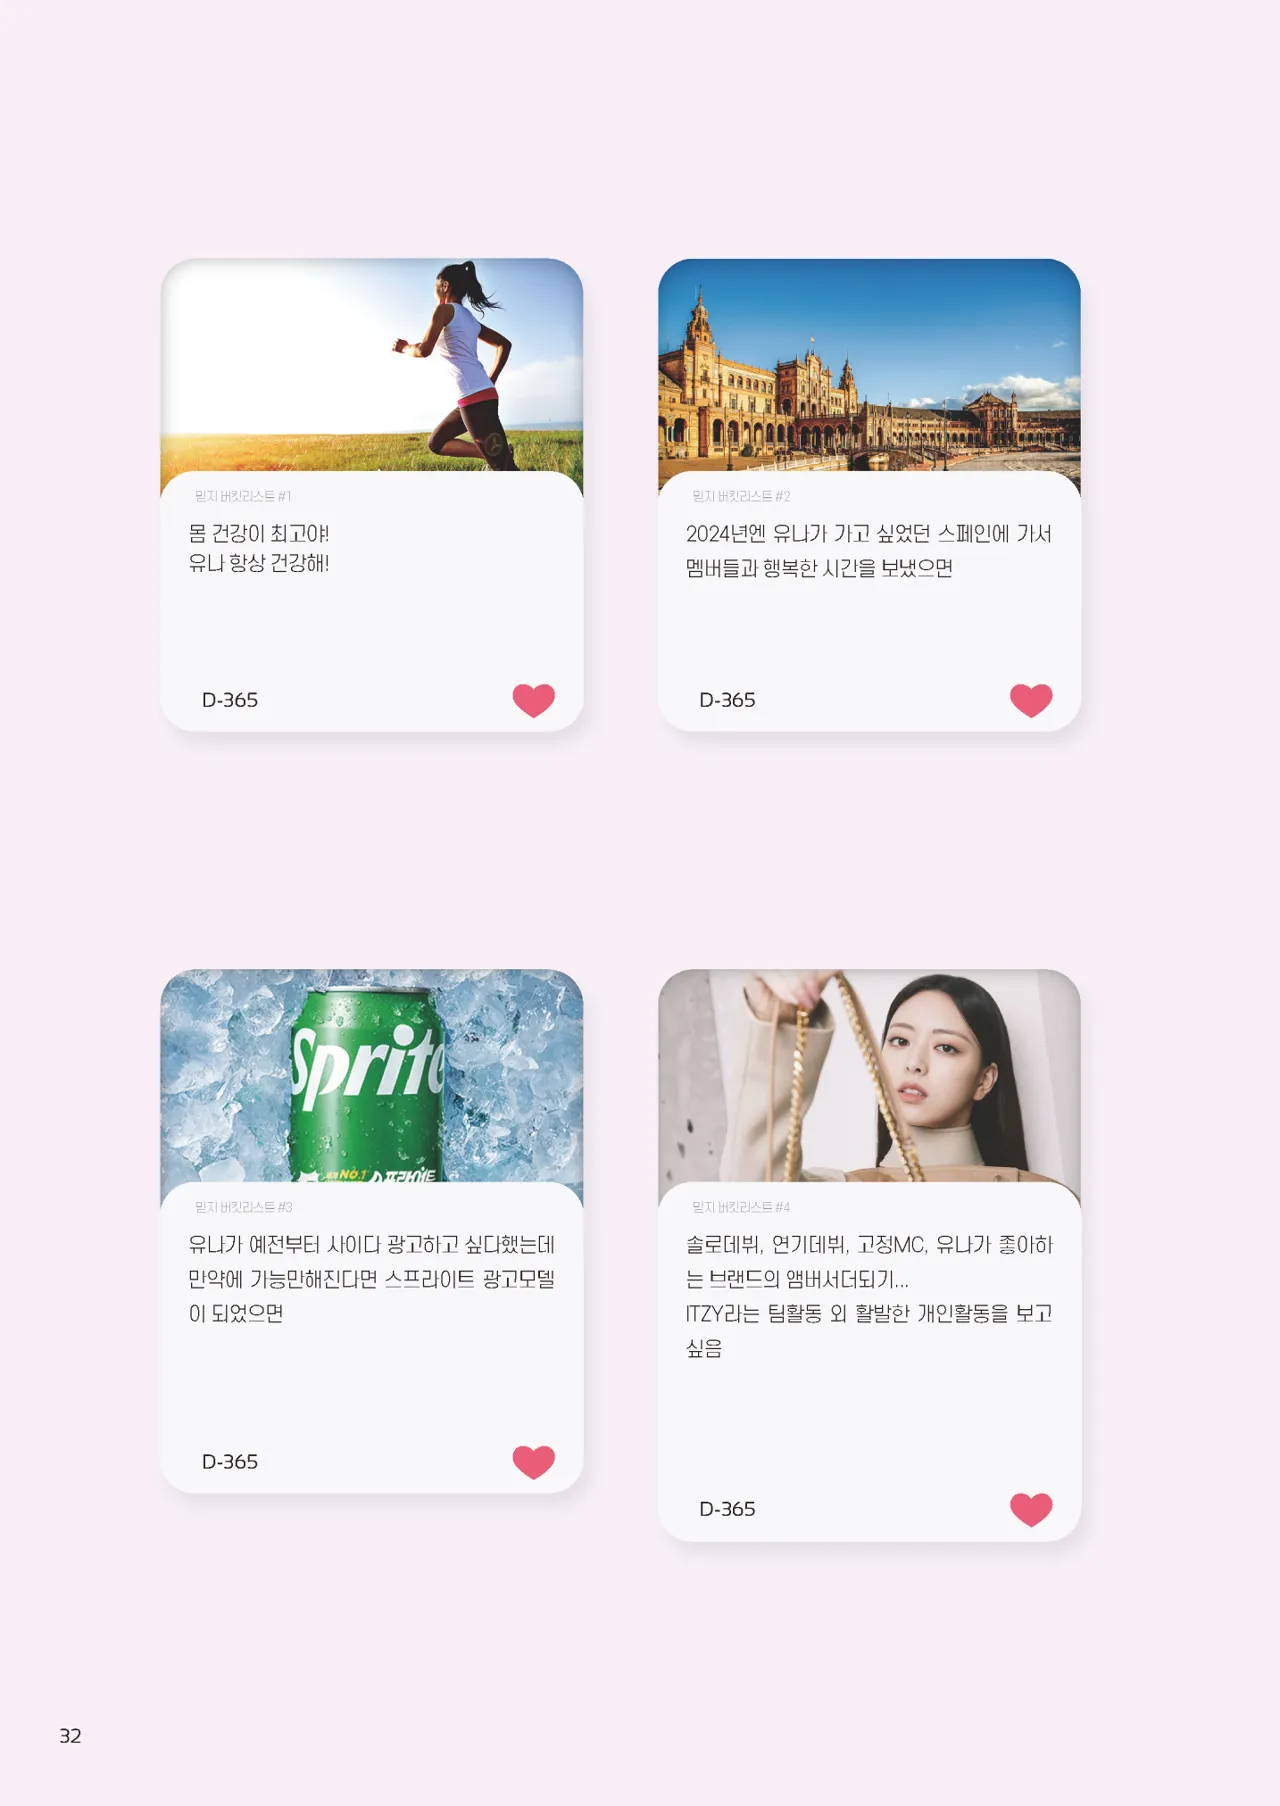 믿지 버킷리스트 #1
몸 건강이 최고야!
유나 항상 건강해!
D-365
믿지 버킷리스트 #2
2024년엔 유나가 가고 싶었던 스페인에 가서
멤버들과 행복한 시간을 보냈으면
D-365
Sprite
NO.1
스프라이트
믿지 버킷리스트 #3
유나가 예전부터 사이다 광고하고 싶다했는데
만약에 가능만해진다면 스프라이트 광고모델
이 되었으면
D-365
믿지 버킷리스트 #4
솔로데뷔, 연기데뷔, 고정MC, 유나가 좋아하
는 브랜드의 앰버서더되기...
ITZY라는 팀활동 외 활발한 개인활동을 보고
싶음
D-365
32